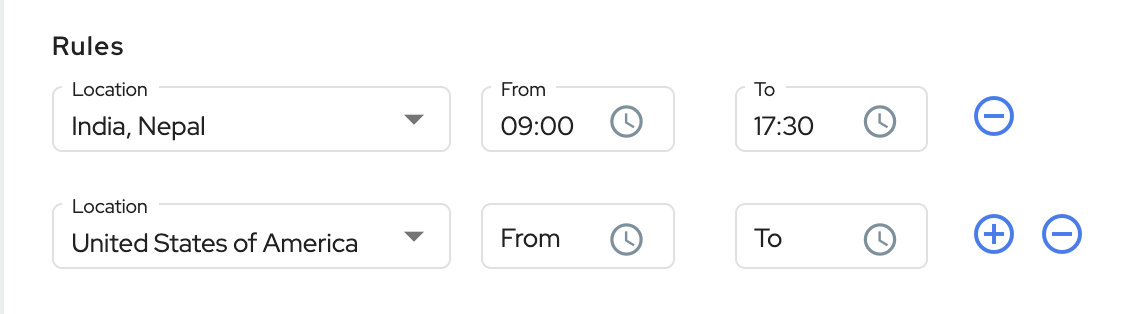 Rules
Location From To
India, Nepal 09:00 17:30
Location
United States of America From To